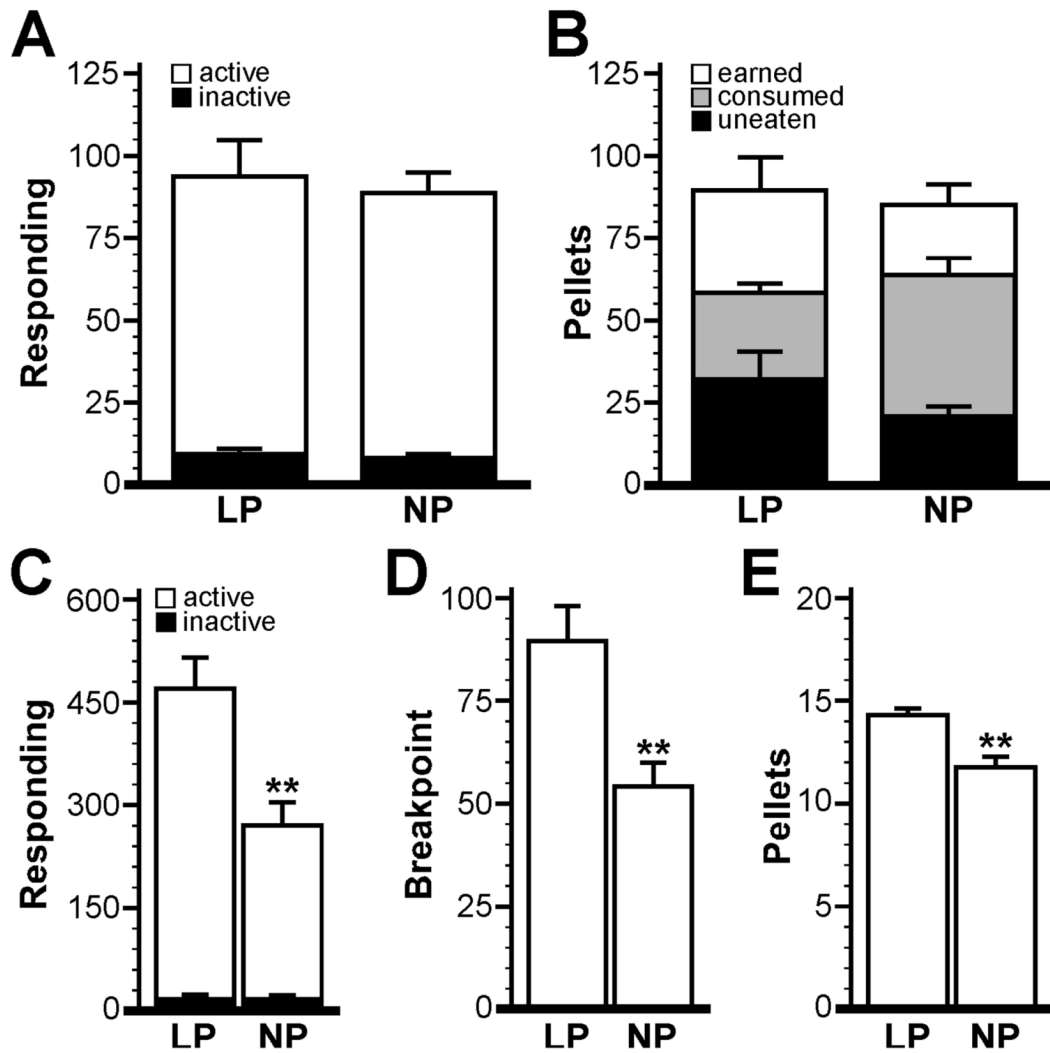 A
Responding
125
100
75
50
25
0
active
inactive
LP NP
B
Pellets
125
100
75
50
25
0
earned
consumed
uneaten
LP NP
C
Responding
600
450
300
150
0
active
inactive
**
LP NP
D
Breakpoint
100
75
50
25
0
**
LP NP
E
Pellets
20
15
10
5
0
**
LP NP